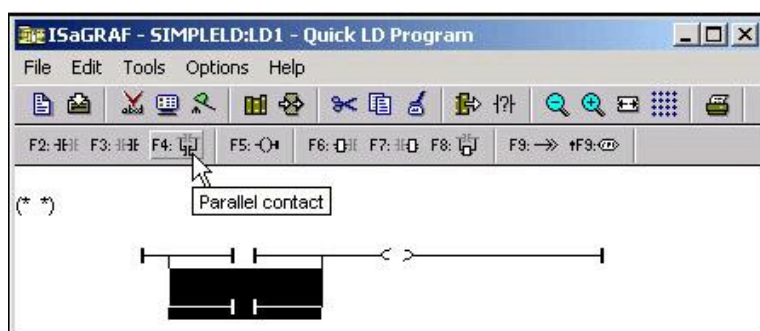 ISaGRAF - SIMPLELD:LD1 - Quick LD Program
File Edit Tools Options Help
F2: F3: F4: F5: F6: F7: F8: F9: ↑F9:
Parallel contact
(* *)